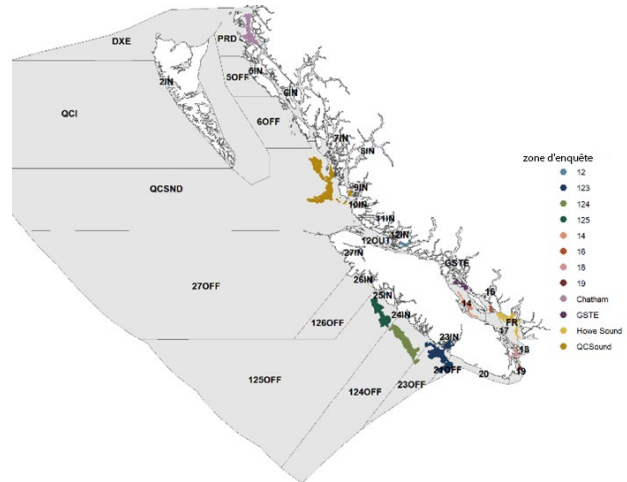 DXE
PRD
2IN
5OFF
5IN
6IN
QCI
6OFF
7IN
8IN
zone d'enquête
12
123
124
125
14
16
18
19
Chatham
GSTE
Howe Sound
QCSound
QCSND
9IN
10IN
11IN
12IN
12OUT
27IN
GSTE
26IN
27OFF
25IN
16
14
24IN
FR
126OFF
17
23IN
18
21OFF
125OFF
20
19
23OFF
124OFF